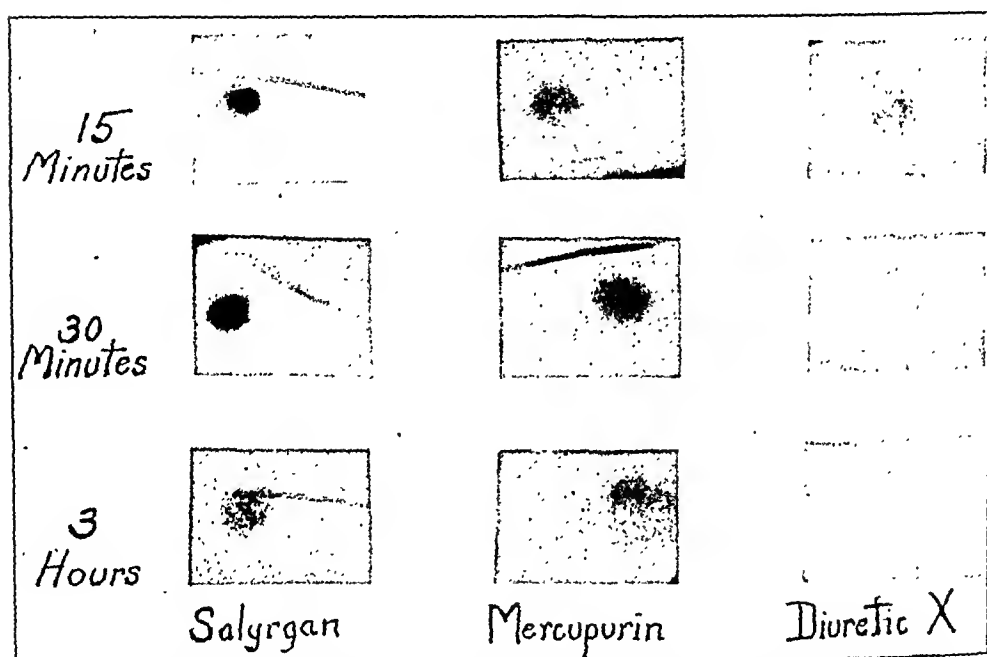 15
Minutes
30
Minutes
3
Hours
Salyrgan
Mercupurin
Diuretic X